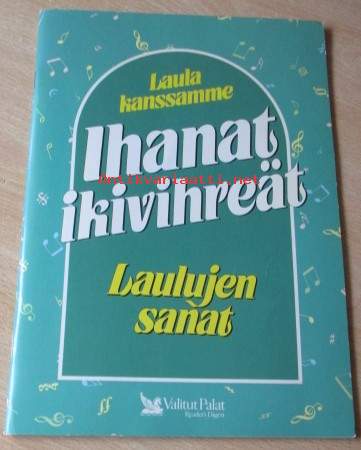 Laula
kanssamme
Ihanat
Antikvariaatti.net
ikivihreät
Laulujen
sanat
Valitut Palat
Reader's Digest